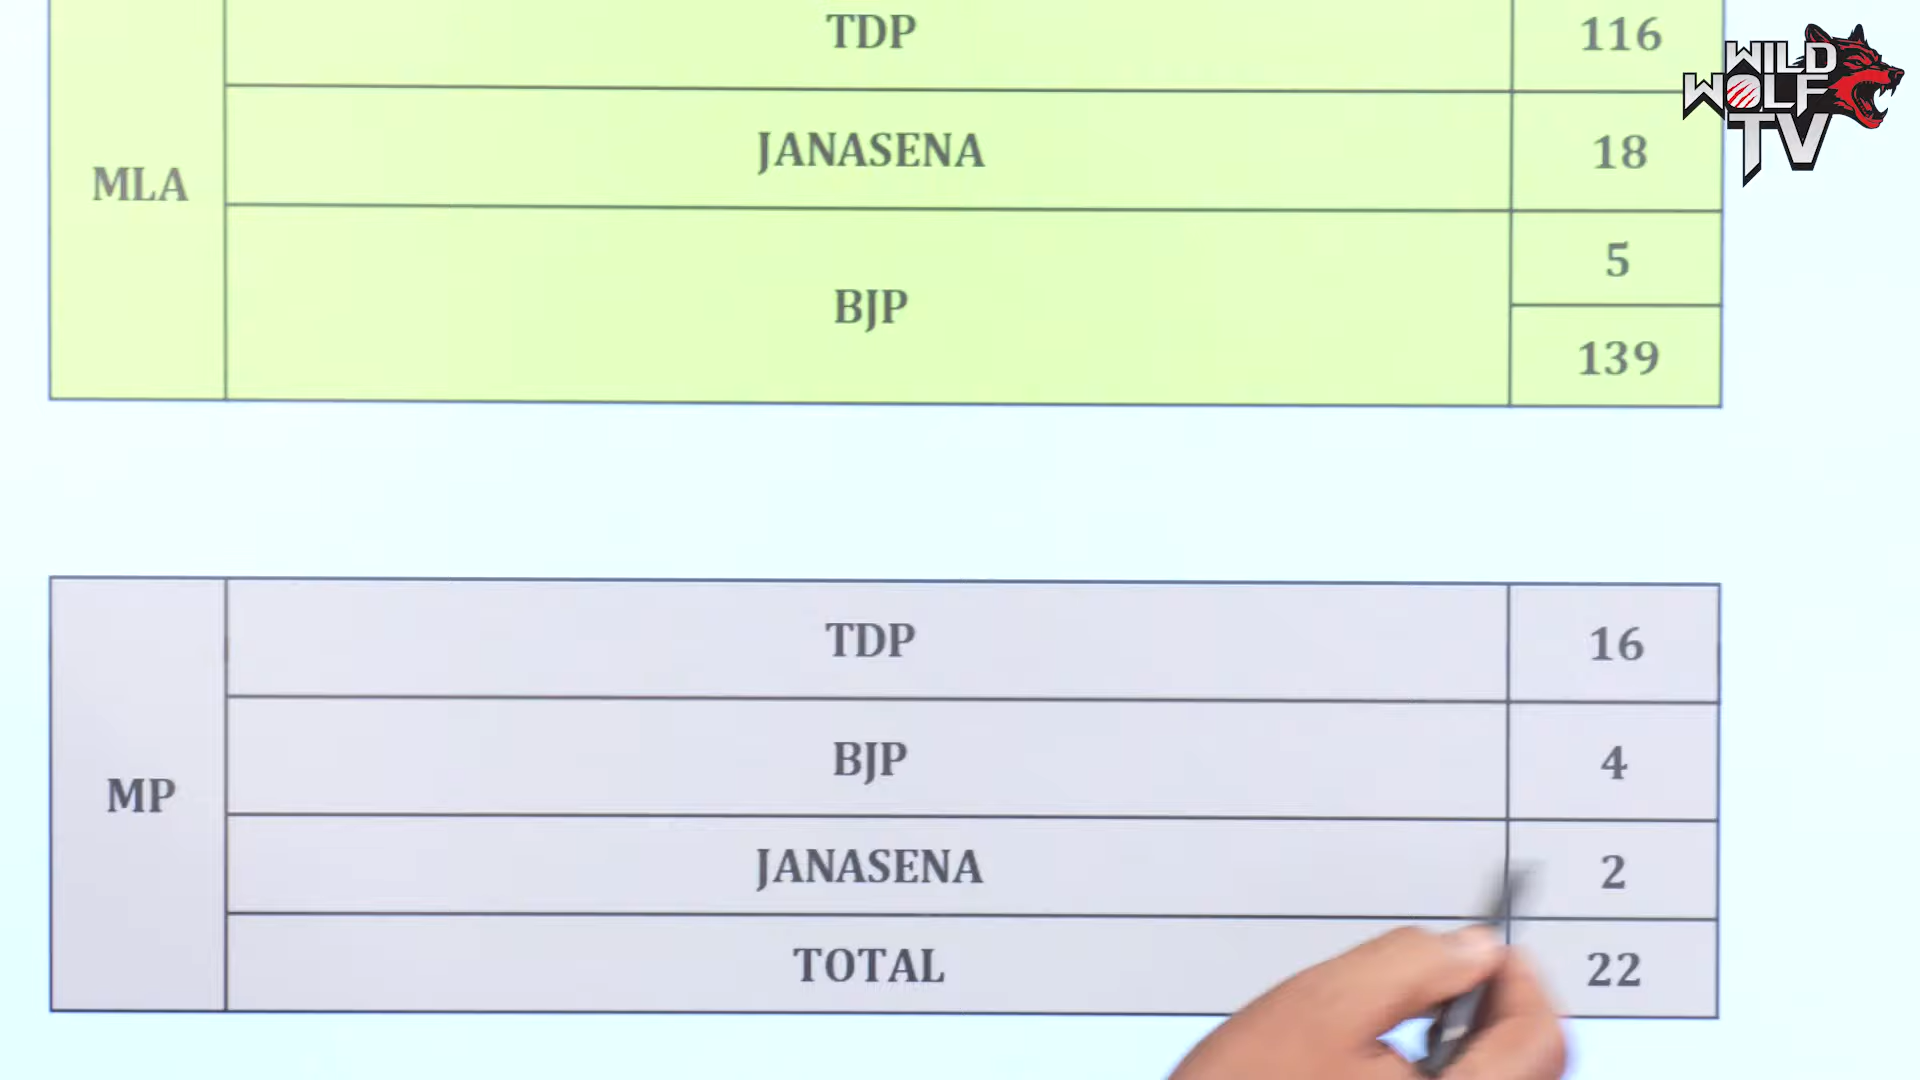 TDP 116
WILD
WOLF
TV
JANASENA 18
MLA
BJP 5
139
TDP 16
BJP 4
MP
JANASENA 2
TOTAL 22